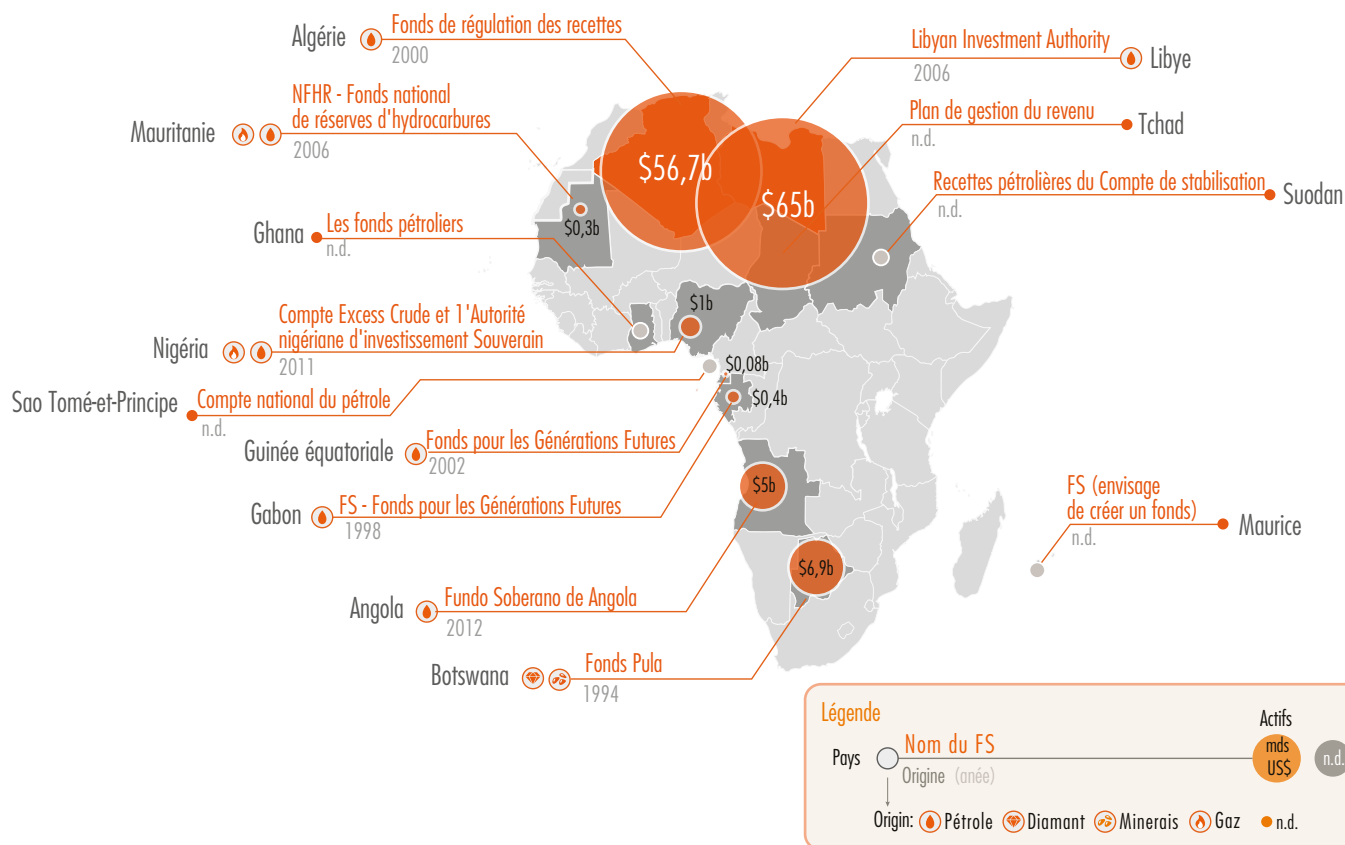 Algérie
Fonds de régulation des recettes
2000
Libyan Investment Authority
2006
Libye
Mauritanie
NFHR - Fonds national
de réserves d'hydrocarbures
2006
Plan de gestion du revenu
n.d.
Tchad
$56,7b
$65b
Recettes pétrolières du Compte de stabilisation
n.d.
Suodan
Ghana
Les fonds pétroliers
n.d.
$0,3b
Nigéria
Compte Excess Crude et 1'Autorité
nigériane d'investissement Souverain
2011
$1b
Sao Tomé-et-Principe
Compte national du pétrole
n.d.
$0,08b
$0,4b
Guinée équatoriale
Fonds pour les Générations Futures
2002
Gabon
FS - Fonds pour les Générations Futures
1998
$5b
FS (envisage
de créer un fonds)
n.d.
Maurice
$6,9b
Angola
Fundo Soberano de Angola
2012
Botswana
Fonds Pula
1994
Légende
Actifs
Pays
Nom du FS
Origine (anée)
mds
US$
n.d.
Origin: Pétrole Diamant Minerais Gaz n.d.